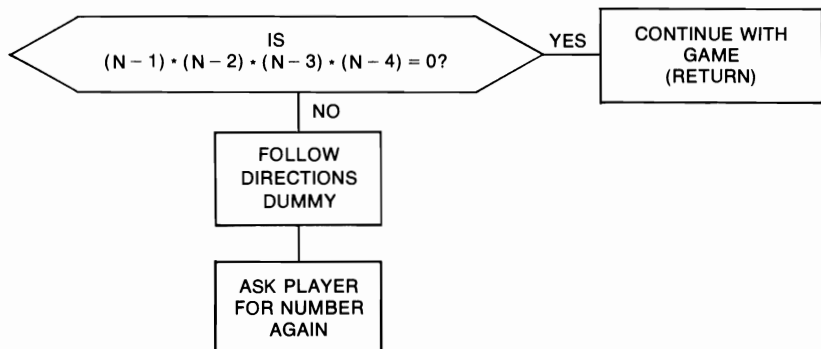 IS
(N – 1) • (N – 2) • (N – 3) • (N – 4) = 0?
YES
CONTINUE WITH
GAME
(RETURN)
NO
FOLLOW
DIRECTIONS
DUMMY
ASK PLAYER
FOR NUMBER
AGAIN